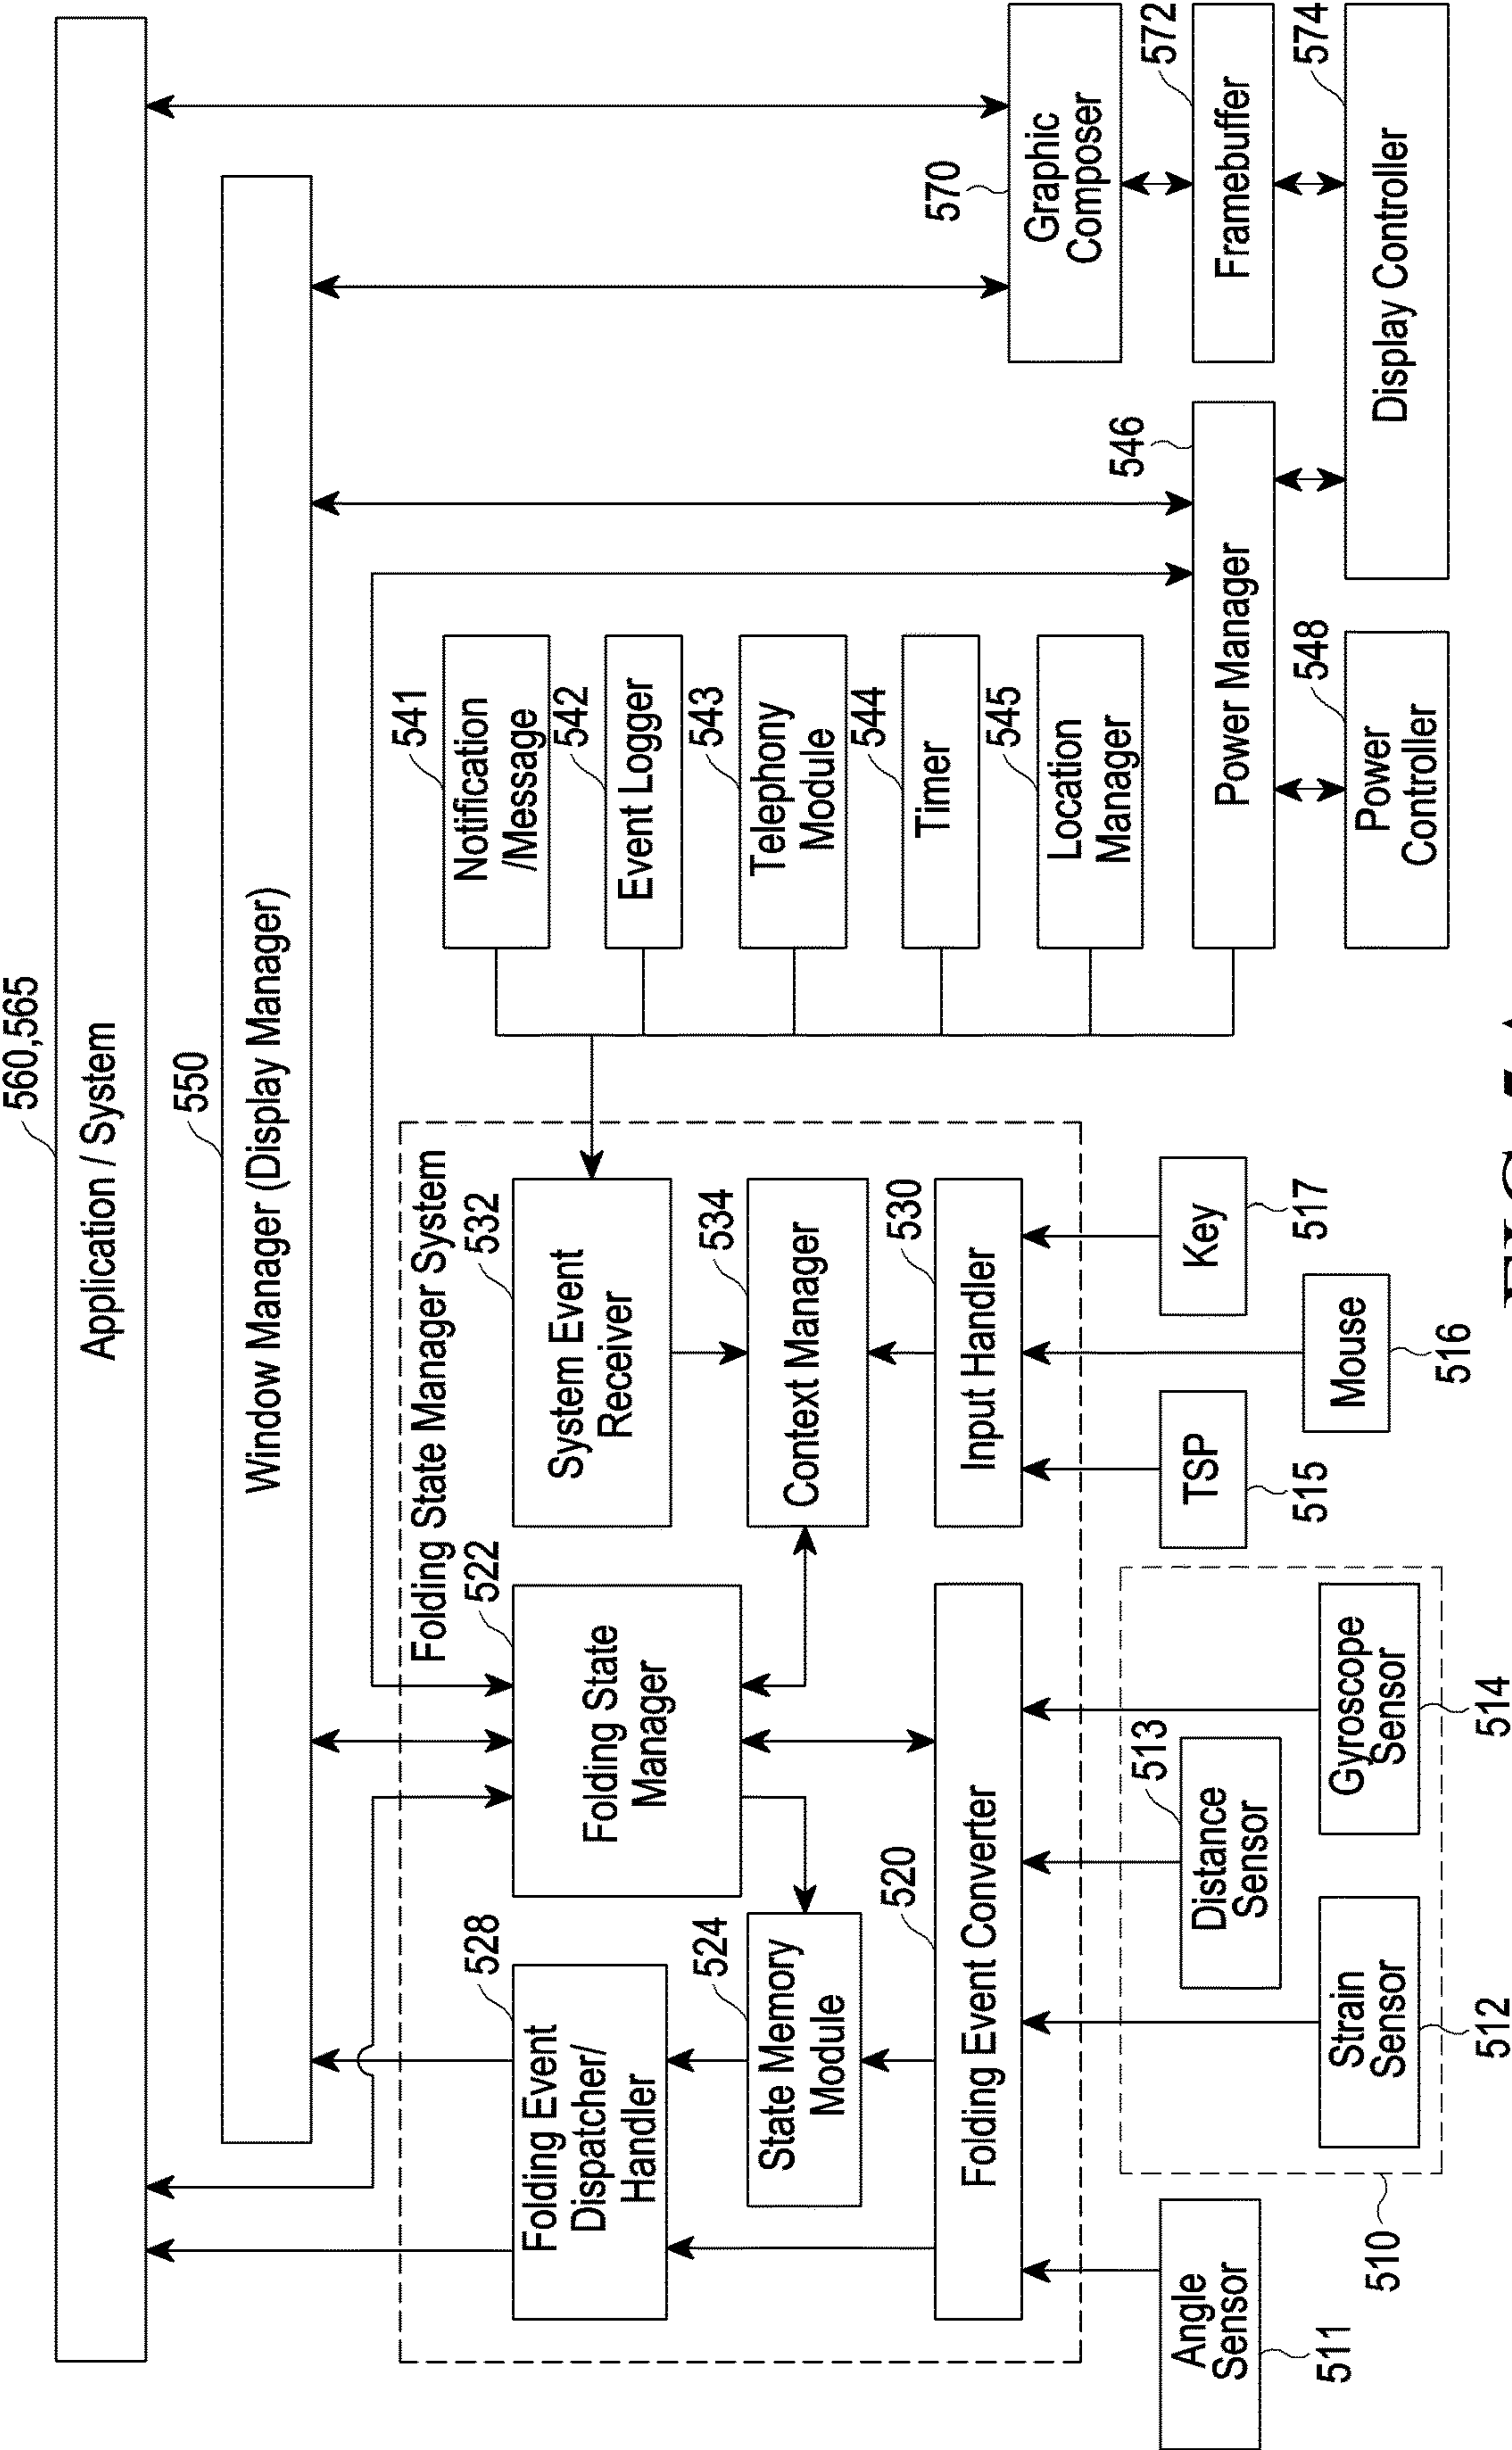 560,565
Application / System
550
Window Manager (Display Manager)
Folding State Manager System
528
Folding Event
Dispatcher/
Handler
522
Folding State
Manager
532
System Event
Receiver
524
State Memory
Module
534
Context Manager
520
Folding Event Converter
530
Input Handler
541
Notification
/Message
542
Event Logger
543
Telephony
Module
544
Timer
545
Location
Manager
546
Power Manager
548
Power
Controller
570
Graphic
Composer
572
Framebuffer
574
Display Controller
Angle
Sensor
511
510
Strain
Sensor
512
513
Distance
Sensor
Gyroscope
Sensor
514
TSP
515
Mouse
516
Key
517